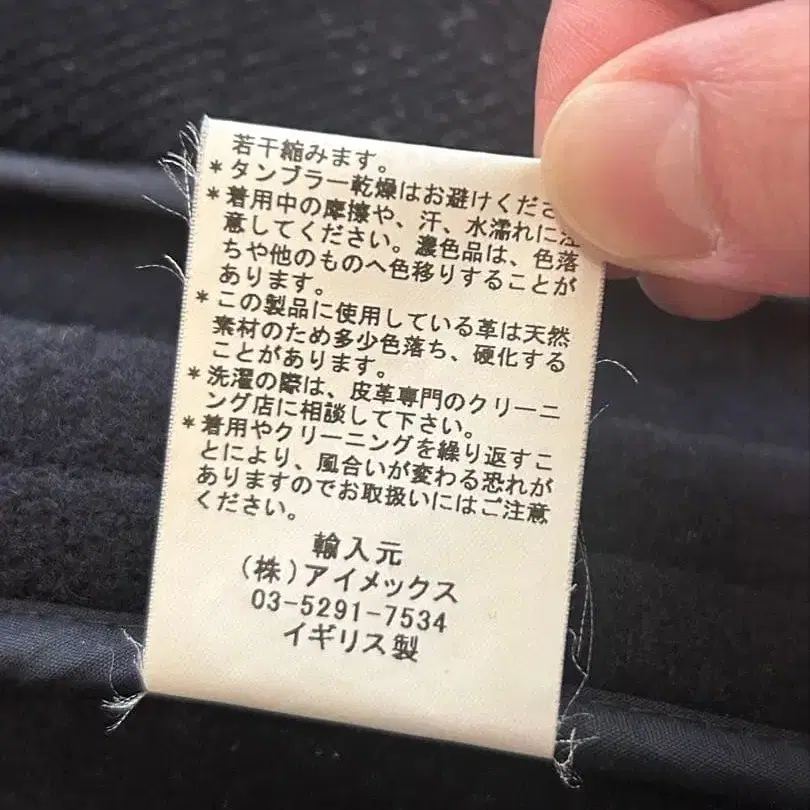 若干縮みます。
*タンブラー乾燥はお避けくださ
*着用中の摩擦や、汗、水濡れに注
意してください。濃色品は、色落
ちや他のものへ色移りすることが
あります。
*この製品に使用している革は天然
素材のため多少色落ち、硬化する
ことがあります。
*洗濯の際は、皮革専門のクリーニ
ング店に相談して下さい。
*着用やクリーニングを繰り返すこ
とにより、風合いが変わる恐れが
ありますのでお取扱いにはご注意
ください。
輸入元
(株)アイメックス
03-5291-7534
イギリス製